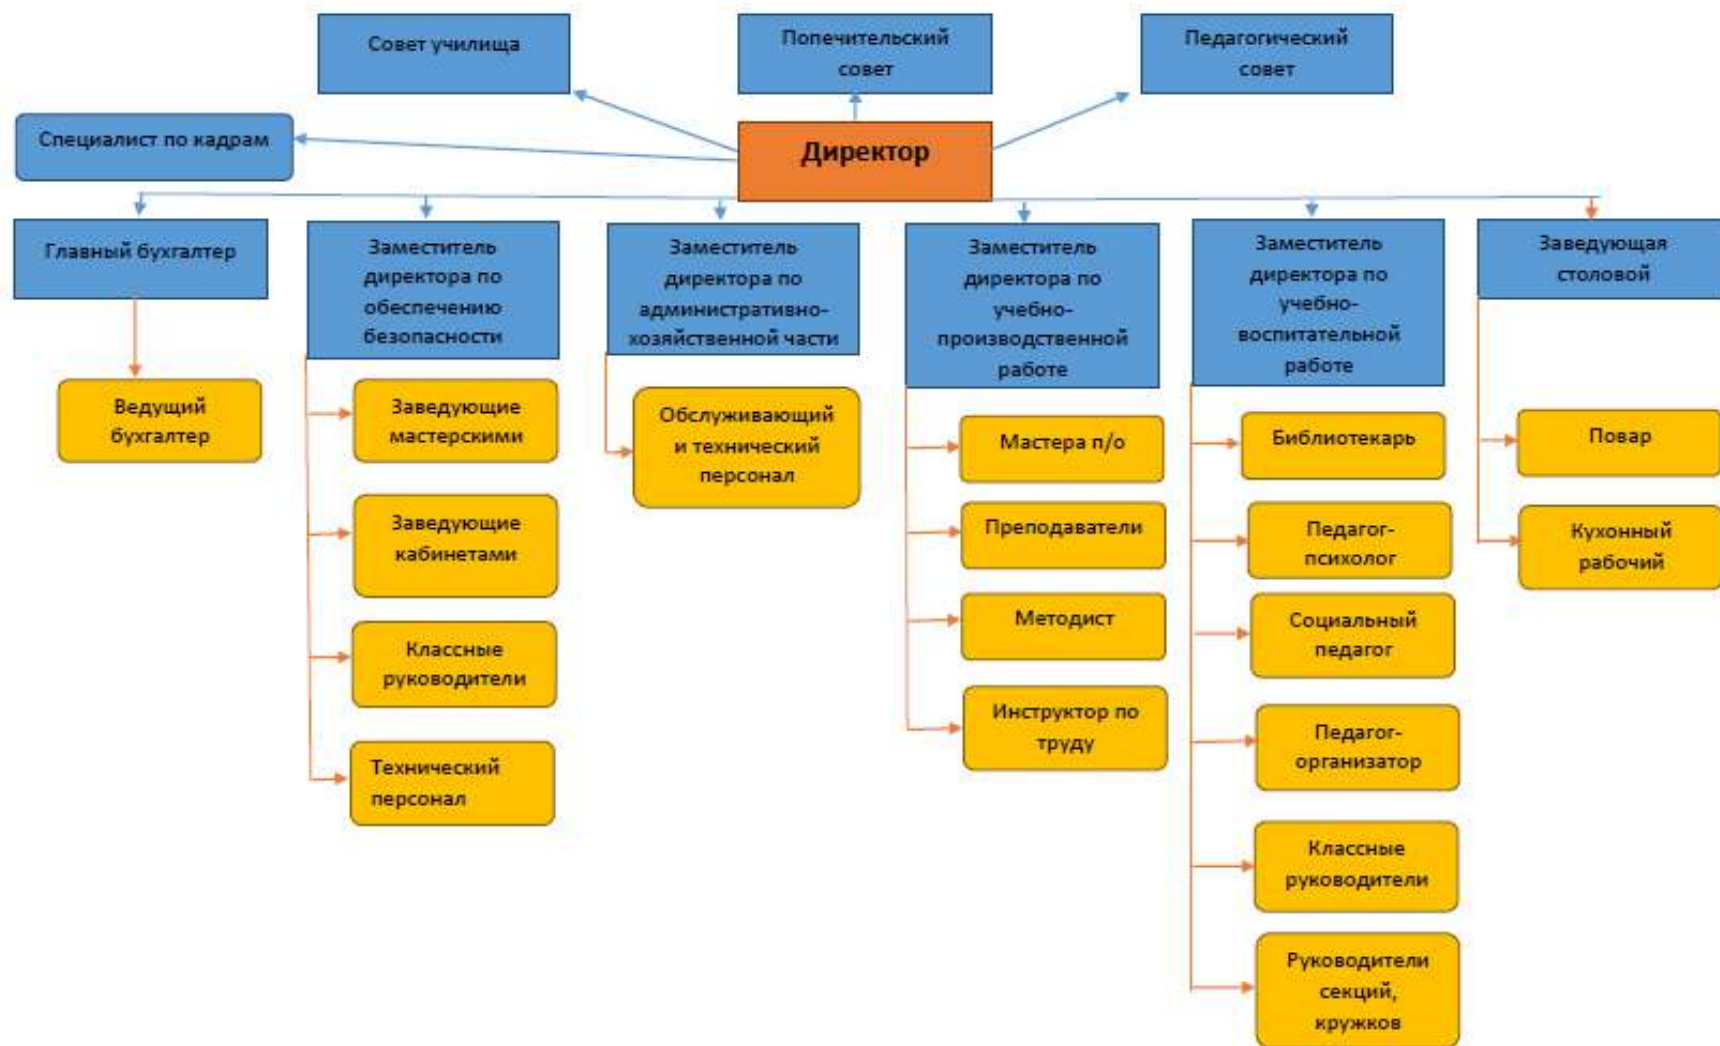 Совет училища
Попечительский
совет
Педагогический
совет
Специалист по кадрам
Директор
Главный бухгалтер
Заместитель
директора по
обеспечению
безопасности
Заместитель
директора по
административно-
хозяйственной части
Заместитель
директора по
учебно-
производственной
работе
Заместитель
директора по
учебно-
воспитательной
работе
Заведующая
столовой
Ведущий
бухгалтер
Заведующие
мастерскими
Заведующие
кабинетами
Классные
руководители
Технический
персонал
Обслуживающий
и технический
персонал
Мастера п/о
Преподаватели
Методист
Инструктор по
труду
Библиотекарь
Педагог-
психолог
Социальный
педагог
Педагог-
организатор
Классные
руководители
Руководители
секций,
кружков
Повар
Кухонный
рабочий